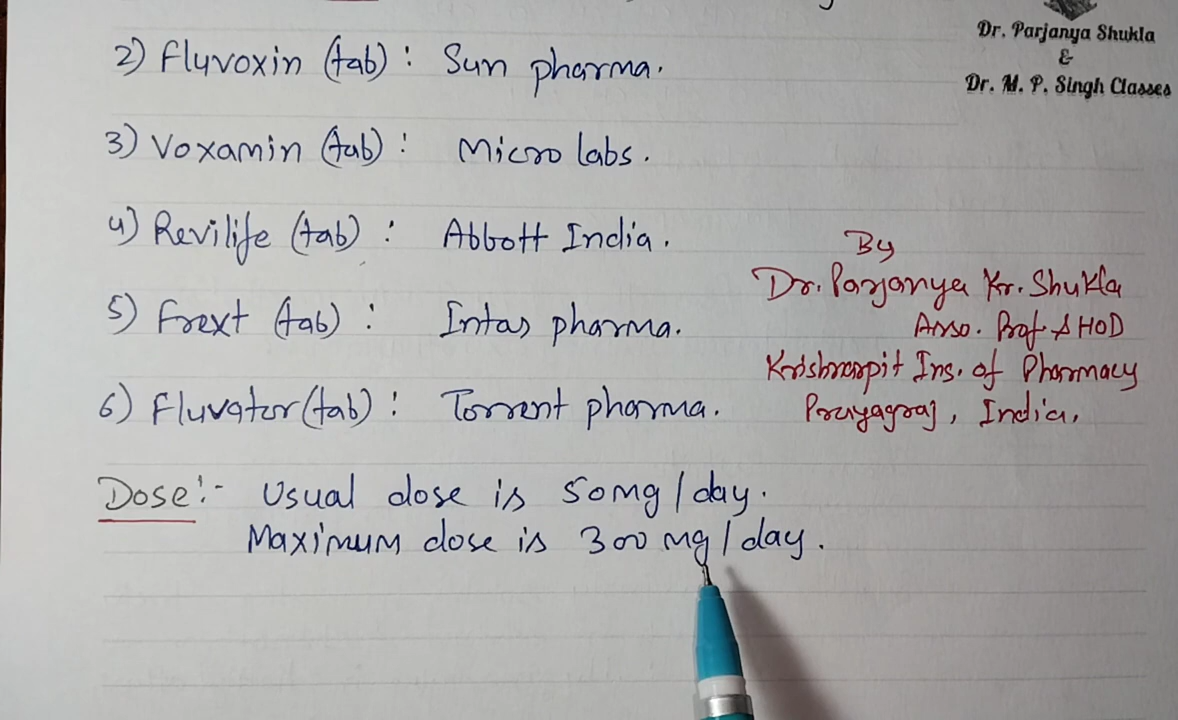 Dr. Parjanya Shukla
&
Dr. M. P. Singh Classes
2) Fluvoxin (tab) : Sun pharma.
3) Voxamin (tab) : Micro labs.
4) Revilife (tab) : Abbott India.
5) Frext (tab) : Intas pharma.
6) Fluvator (tab) : Torrent pharma.
By
Dr. Parjanya Kr. Shukla
Asso. Prof. & HOD
Krishnarpit Ins. of Pharmacy
Prayagraj, India,
Dose :- Usual dose is 50mg/day.
Maximum dose is 300 mg/day.